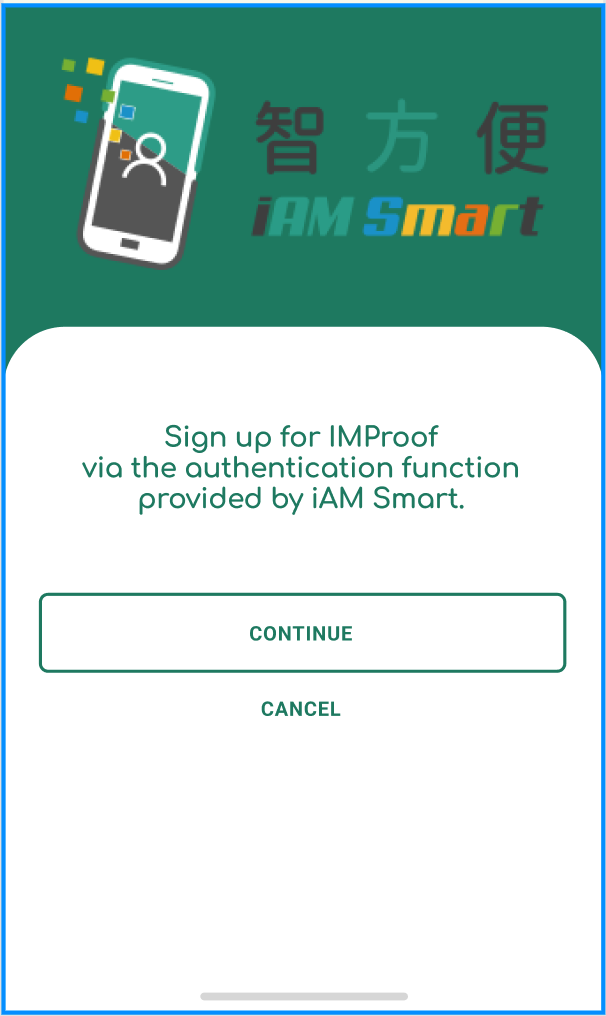 智方便
iAM Smart
Sign up for IMProof
via the authentication function
provided by iAM Smart.
CONTINUE
CANCEL